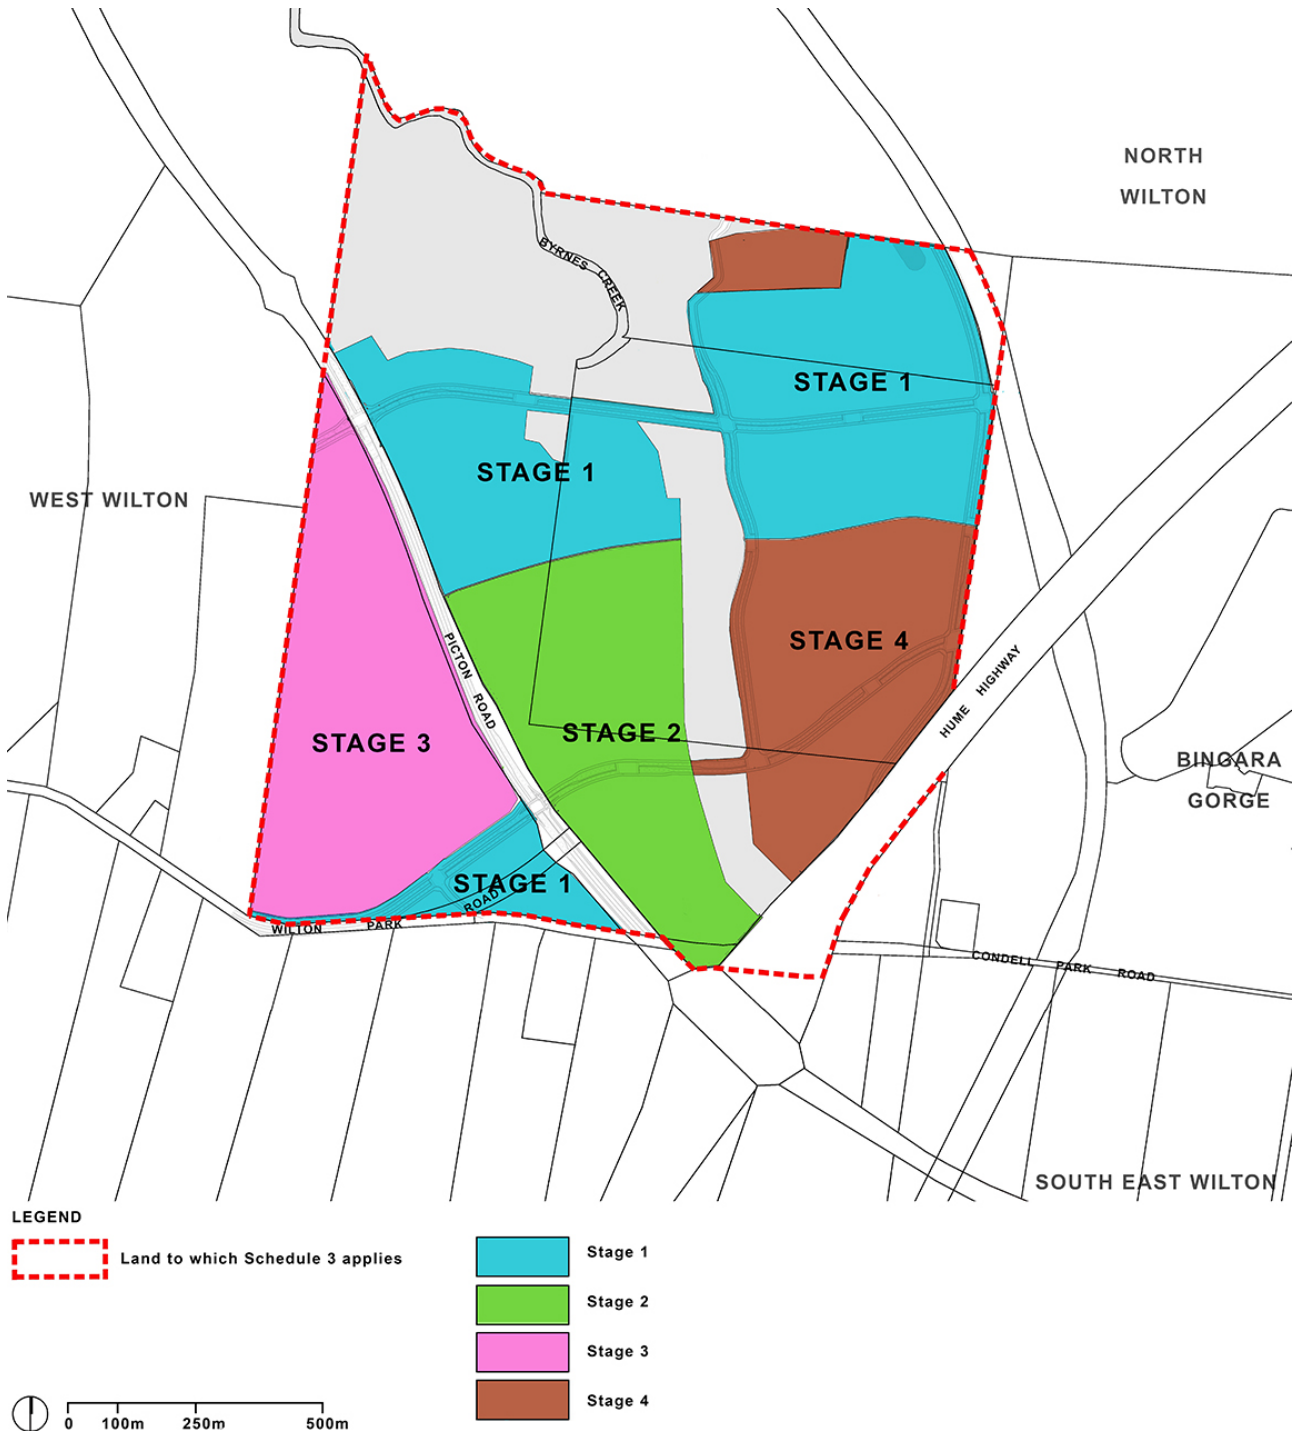 NORTH
WILTON
BYRNES CREEK
STAGE 1
STAGE 1
WEST WILTON
STAGE 4
PICTON ROAD
HUME HIGHWAY
STAGE 2
STAGE 3
BINGARA
GORGE
STAGE 1
ROAD
WILTON PARK
CONDELL PARK ROAD
SOUTH EAST WILTON
LEGEND
Land to which Schedule 3 applies
Stage 1
Stage 2
Stage 3
Stage 4
0 100m 250m 500m